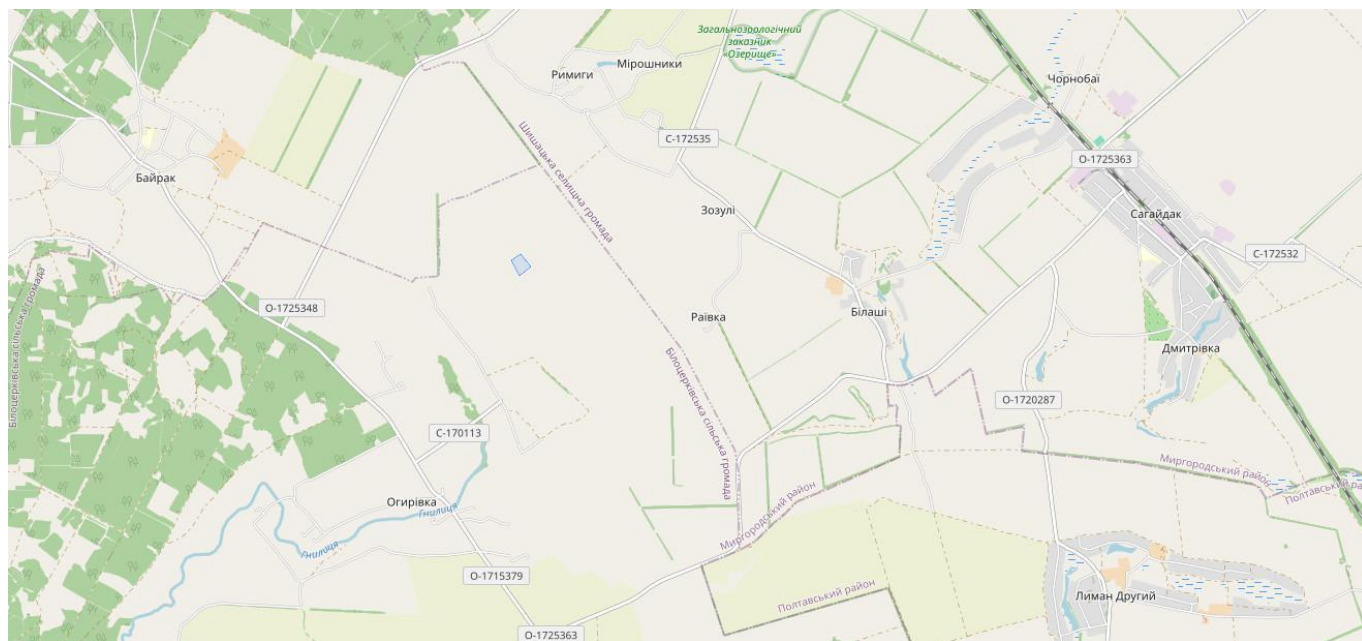 Загальнозоологічний
заказник
«Озерище»
Мірошники
Римиги
Чорнобаї
С-172535
О-1725363
Байрак
Шишацька селищна громада
Зозулі
Сагайдак
С-172532
Білоцерківська сільська громада
О-1725348
Раївка
Білаші
Дмитрівка
Білоцерківська сільська громада
О-1720287
С-170113
Миргородський район
Полтавський ра
Огирівка
Гнилиця
Гнилиця
Миргородський район
О-1715379
Полтавський район
Лиман Другий
О-1725363